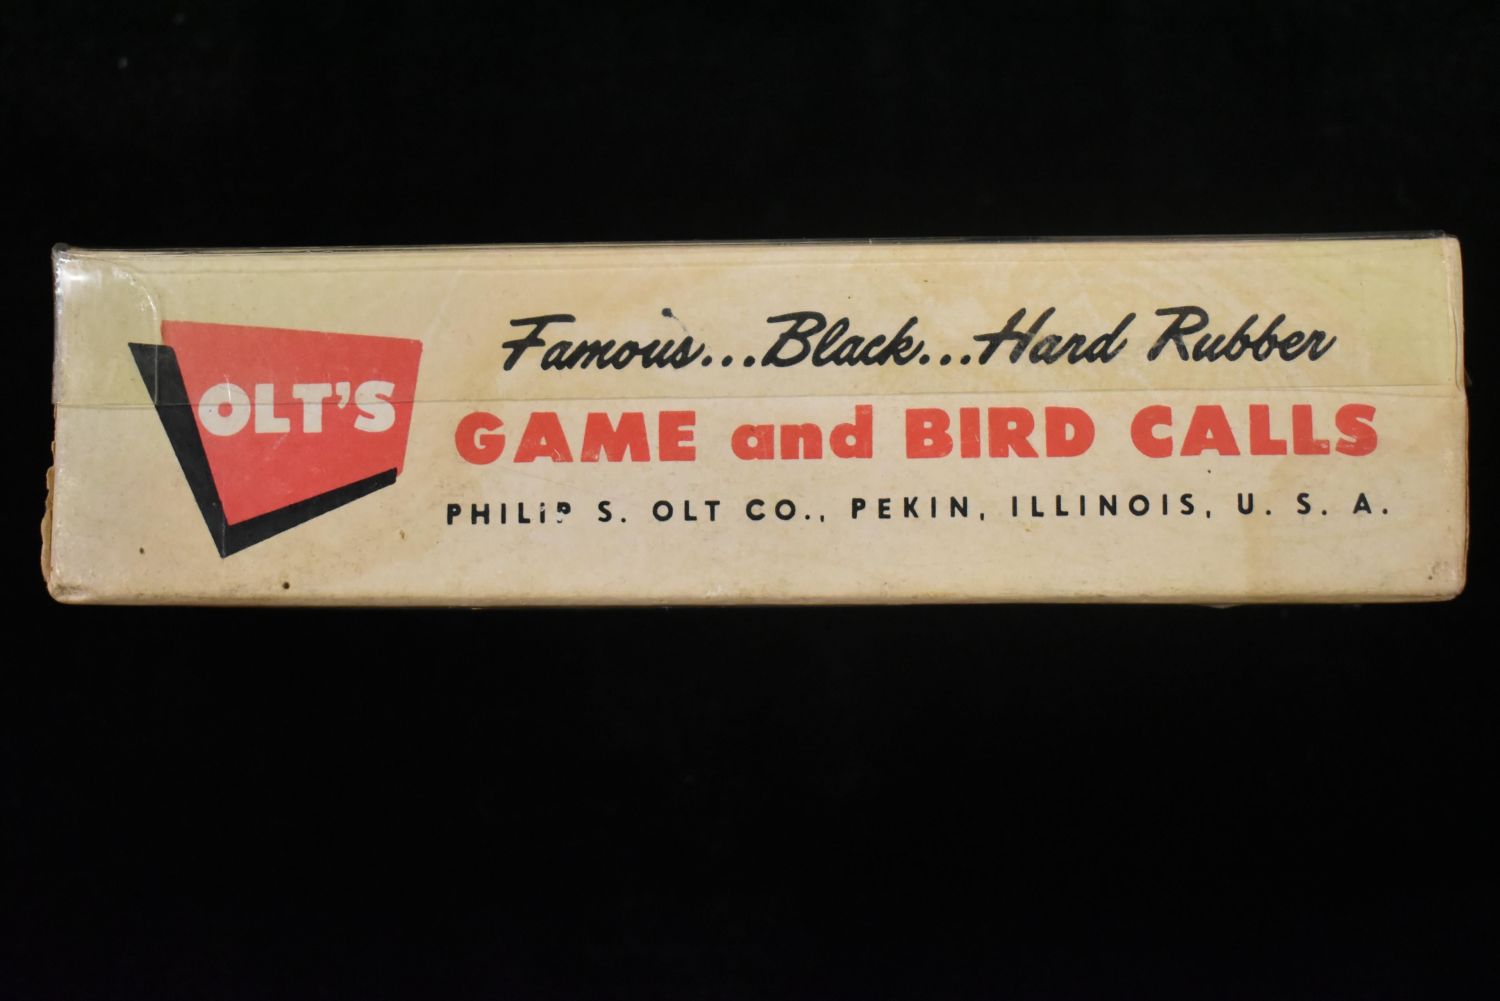 OLT'S
Famous...Black...Hard Rubber
GAME and BIRD CALLS
PHILIP S. OLT CO., PEKIN, ILLINOIS, U. S. A.